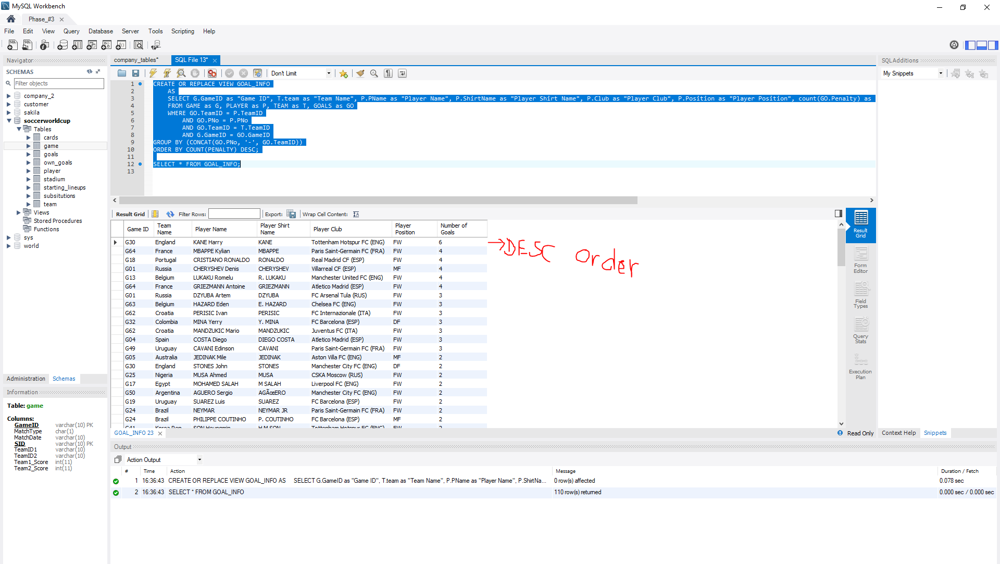 MySQL Workbench
Phase_#3
File Edit View Query Database Server Tools Scripting Help
Navigator
SCHEMAS
Filter objects
company_2
customer
sakila
soccerworldcup
Tables
cards
game
goals
own_goals
player
stadium
starting_lineups
subsitutions
team
Views
Stored Procedures
Functions
sys
world
Administration Schemas
Information
Table: game
Columns:
GameID varchar(10) PK
MatchType char(1)
MatchDate varchar(10)
SID varchar(10) PK
TeamID1 varchar(10)
TeamID2 varchar(10)
Team1_Score int(11)
Team2_Score int(11)
company_tables* SQL File 13*
Don't Limit
1 CREATE OR REPLACE VIEW GOAL_INFO
2 AS
3 SELECT G.GameID as "Game ID", T.team as "Team Name", P.PName as "Player Name", P.ShirtName as "Player Shirt Name", P.Club as "Player Club", P.Position as "Player Position", count(GO.Penalty) as
4 FROM GAME as G, PLAYER as P, TEAM as T, GOALS as GO
5 WHERE GO.TeamID = P.TeamID
6 AND GO.PNo = P.PNo
7 AND GO.TeamID = T.TeamID
8 AND G.GameID = GO.GameID
9 GROUP BY (CONCAT(GO.PNo, '-', GO.TeamID))
10 ORDER BY COUNT(PENALTY) DESC;
11
12 SELECT * FROM GOAL_INFO;
13
Result Grid Filter Rows: Export: Wrap Cell Content:
Game ID Team Name Player Name Player Shirt Name Player Club Player Position Number of Goals
G30 England KANE Harry KANE Tottenham Hotspur FC (ENG) FW 6
G64 France MBAPPE Kylian MBAPPE Paris Saint-Germain FC (FRA) FW 4
G18 Portugal CRISTIANO RONALDO RONALDO Real Madrid CF (ESP) FW 4
G01 Russia CHERYSHEV Denis CHERYSHEV Villarreal CF (ESP) MF 4
G13 Belgium LUKAKU Romelu R. LUKAKU Manchester United FC (ENG) FW 4
G64 France GRIEZMANN Antoine GRIEZMANN Atletico Madrid (ESP) FW 4
G01 Russia DZYUBA Artem DZYUBA FC Arsenal Tula (RUS) FW 3
G63 Belgium HAZARD Eden E. HAZARD Chelsea FC (ENG) FW 3
G62 Croatia PERISIC Ivan PERISIC FC Internazionale (ITA) FW 3
G32 Colombia MINA Yerry Y. MINA FC Barcelona (ESP) DF 3
G62 Croatia MANDZUKIC Mario MANDZUKIC Juventus FC (ITA) FW 3
G04 Spain COSTA Diego DIEGO COSTA Atletico Madrid (ESP) FW 3
G49 Uruguay CAVANI Edinson CAVANI Paris Saint-Germain FC (FRA) FW 3
G05 Australia JEDINAK Mile JEDINAK Aston Villa FC (ENG) MF 2
G30 England STONES John STONES Manchester City FC (ENG) DF 2
G25 Nigeria MUSA Ahmed MUSA CSKA Moscow (RUS) FW 2
G17 Egypt MOHAMED SALAH M SALAH Liverpool FC (ENG) FW 2
G50 Argentina AGUERO Sergio AGÃœERO Manchester City FC (ENG) FW 2
G19 Uruguay SUAREZ Luis SUAREZ FC Barcelona (ESP) FW 2
G24 Brazil NEYMAR NEYMAR JR Paris Saint-Germain FC (FRA) FW 2
G24 Brazil PHILIPPE COUTINHO P. COUTINHO FC Barcelona (ESP) MF 2
→DESC order
Result Grid
Form Editor
Field Types
Query Stats
Execution Plan
GOAL_INFO 23
Read Only
SQLAdditions
My Snippets
Context Help Snippets
Output
Action Output
# Time Action Message Duration / Fetch
1 16:36:43 CREATE OR REPLACE VIEW GOAL_INFO AS SELECT G.GameID as "Game ID", T.team as "Team Name", P.PName as "Player Name", P.ShirtNa... 0 row(s) affected 0.078 sec
2 16:36:43 SELECT * FROM GOAL_INFO 110 row(s) returned 0.000 sec / 0.000 sec